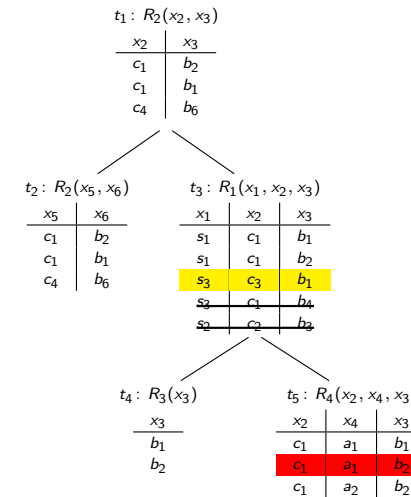 t₁: R₂(x₂, x₃)
x₂ x₃
c₁ b₂
c₁ b₁
c₄ b₆
t₂: R₂(x₅, x₆)
x₅ x₆
c₁ b₂
c₁ b₁
c₄ b₆
t₃: R₁(x₁, x₂, x₃)
x₁ x₂ x₃
s₁ c₁ b₁
s₁ c₁ b₂
s₃ c₃ b₁
s₃ c₁ b₄
s₂ c₂ b₃
t₄: R₃(x₃)
x₃
b₁
b₂
t₅: R₄(x₂, x₄, x₃
x₂ x₄ x₃
c₁ a₁ b₁
c₁ a₁ b₂
c₁ a₂ b₂